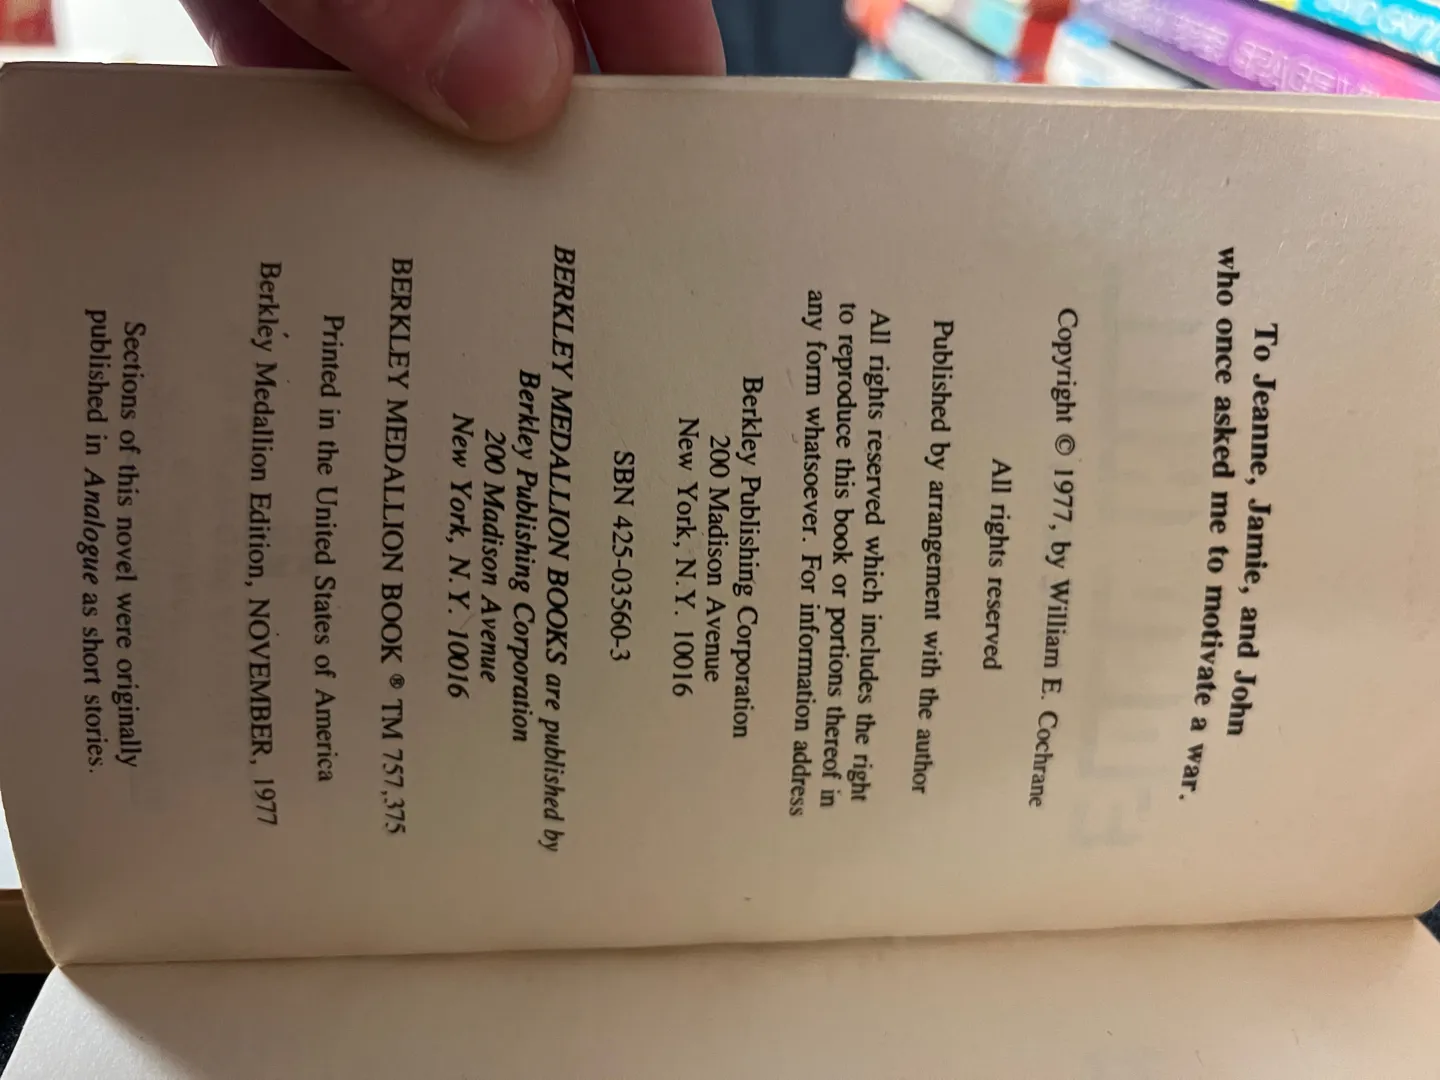 To Jeanne, Jamie, and John
who once asked me to motivate a war.
Copyright © 1977, by William E. Cochrane
All rights reserved
Published by arrangement with the author
All rights reserved which includes the right
to reproduce this book or portions thereof in
any form whatsoever. For information address
Berkley Publishing Corporation
200 Madison Avenue
New York, N.Y. 10016
SBN 425-03560-3
BERKLEY MEDALLION BOOKS are published by
Berkley Publishing Corporation
200 Madison Avenue
New York, N.Y. 10016
BERKLEY MEDALLION BOOK ® TM 757,375
Printed in the United States of America
Berkley Medallion Edition, NOVEMBER, 1977
Sections of this novel were originally
published in Analogue as short stories.